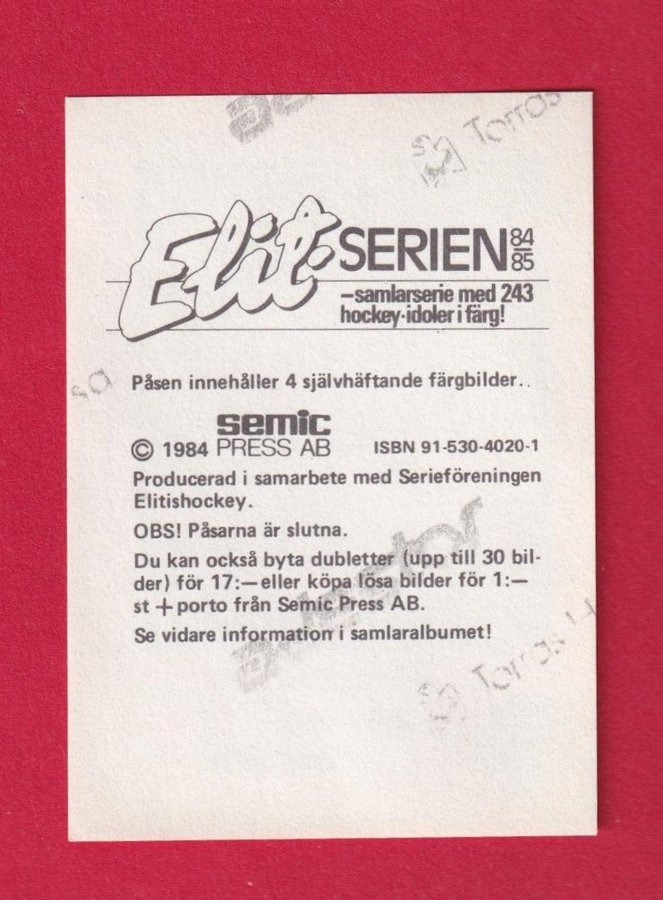 Torras
Elit-SERIEN 84/85
–samlarserie med 243
hockey-idoler i färg!
Påsen innehåller 4 självhäftande färgbilder..
semic
© 1984 PRESS AB ISBN 91-530-4020-1
Producerad i samarbete med Serieföreningen
Elitishockey.
OBS! Påsarna är slutna.
Du kan också byta dubletter (upp till 30 bil-
der) för 17:— eller köpa lösa bilder för 1:—
st + porto från Semic Press AB.
Se vidare information i samlaralbumet!
Torras